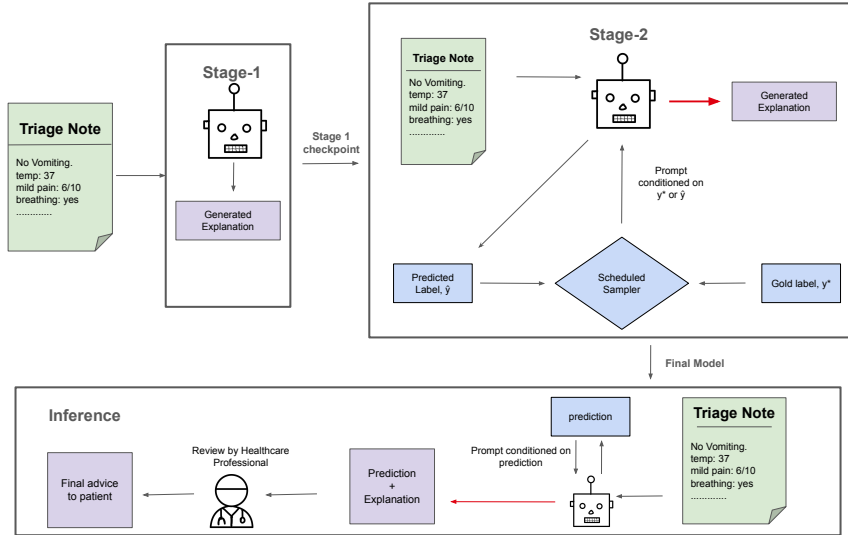 Triage Note
No Vomiting.
temp: 37
mild pain: 6/10
breathing: yes
.............
Stage-1
Generated
Explanation
Stage 1
checkpoint
Stage-2
Triage Note
No Vomiting.
temp: 37
mild pain: 6/10
breathing: yes
.............
Generated
Explanation
Prompt
conditioned on
y* or ŷ
Predicted
Label, ŷ
Scheduled
Sampler
Gold label, y*
Final Model
Inference
Final advice
to patient
Review by Healthcare
Professional
Prediction
+
Explanation
Prompt conditioned on
prediction
prediction
Triage Note
No Vomiting.
temp: 37
mild pain: 6/10
breathing: yes
.............